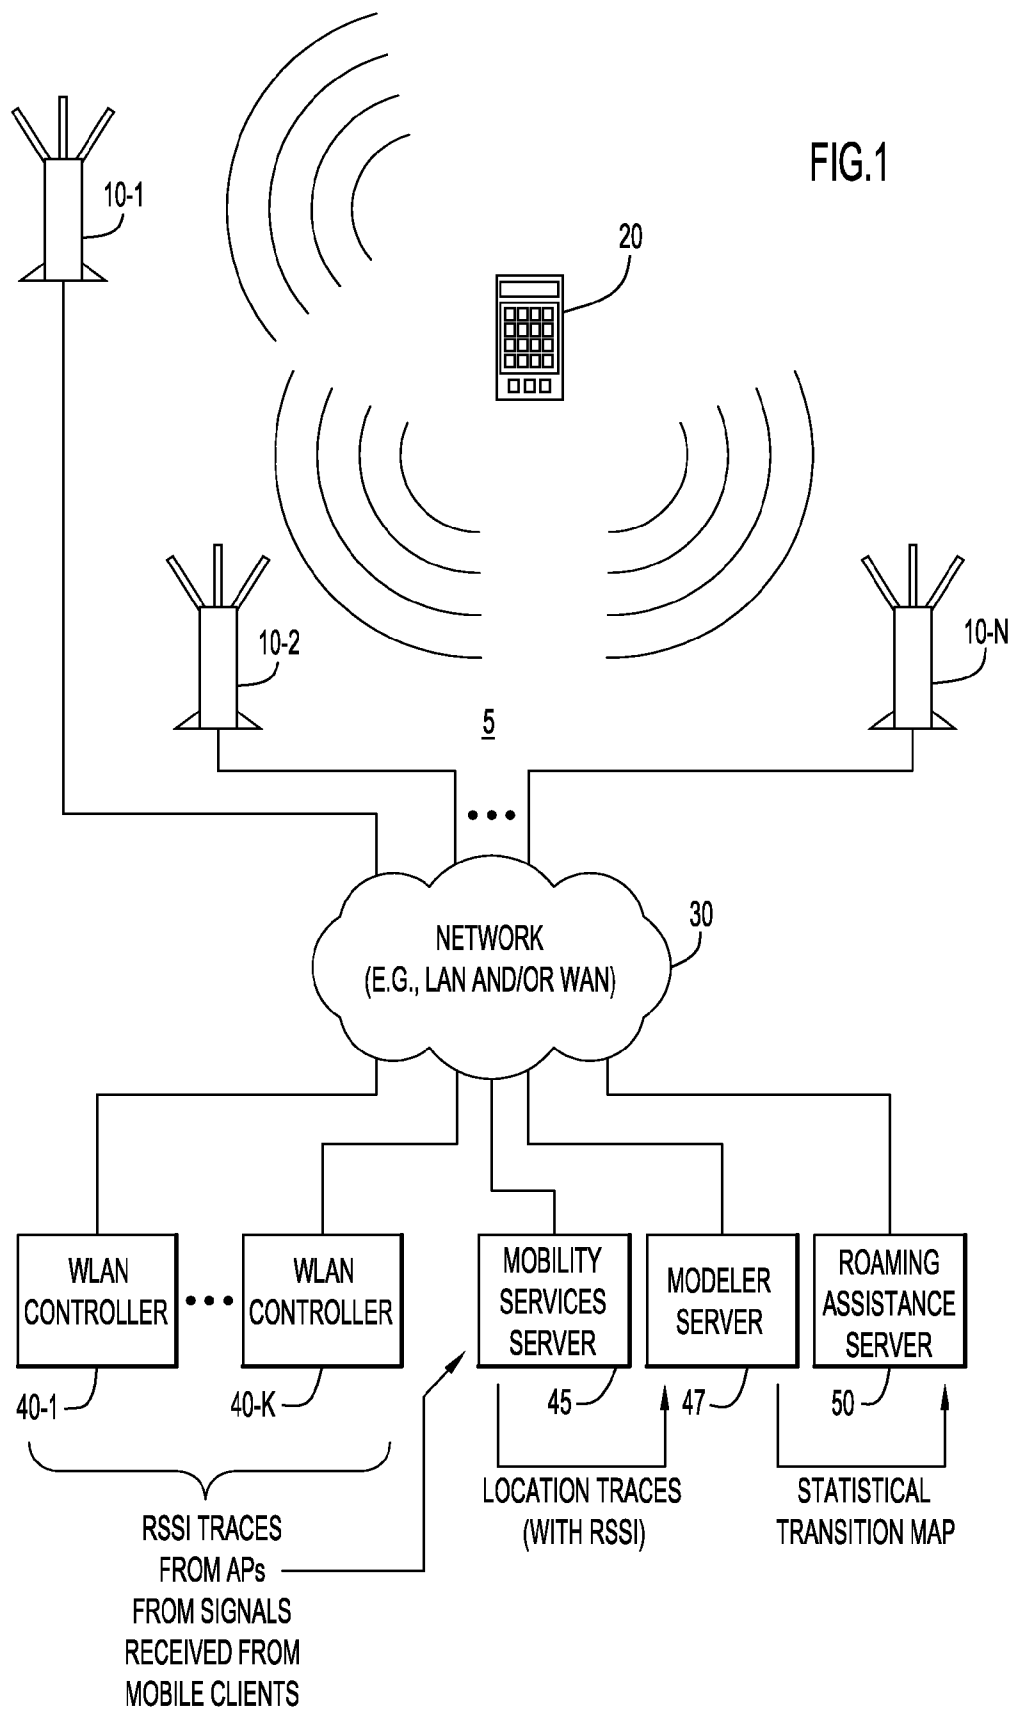 FIG.1
10-1
20
10-2
10-N
5
30
NETWORK
(E.G., LAN AND/OR WAN)
WLAN
CONTROLLER
WLAN
CONTROLLER
MOBILITY
SERVICES
SERVER
MODELER
SERVER
ROAMING
ASSISTANCE
SERVER
40-1
40-K
45
47
50
RSSI TRACES
FROM APs
FROM SIGNALS
RECEIVED FROM
MOBILE CLIENTS
LOCATION TRACES
(WITH RSSI)
STATISTICAL
TRANSITION MAP